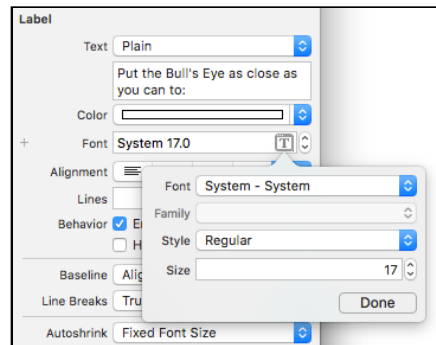 Label
Text Plain
Put the Bull's Eye as close as
you can to:
Color
+ Font System 17.0 T
Alignment
Font System - System
Lines
Family
Behavior
Style Regular
Size 17
Baseline
Done
Line Breaks
Autoshrink Fixed Font Size